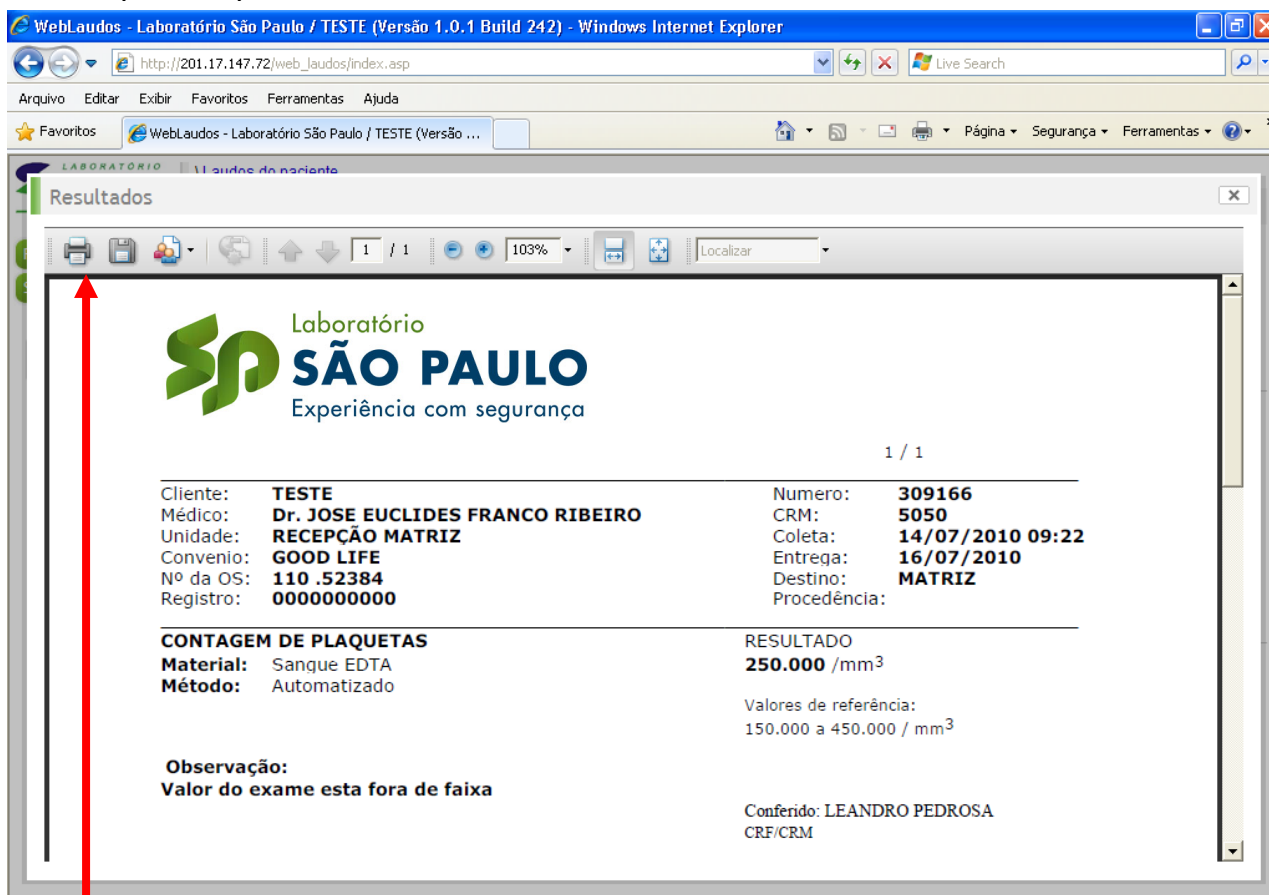 WebLaudos - Laboratório São Paulo / TESTE (Versão 1.0.1 Build 242) - Windows Internet Explorer
http://201.17.147.72/web_laudos/index.asp
Live Search
Arquivo Editar Exibir Favoritos Ferramentas Ajuda
Favoritos WebLaudos - Laboratório São Paulo / TESTE (Versão ... Página Segurança Ferramentas
LABORATÓRIO \ Laudos do paciente
Resultados
1 / 1 103% Localizar
Laboratório
SÃO PAULO
Experiência com segurança
1 / 1
Cliente: TESTE Numero: 309166
Médico: Dr. JOSE EUCLIDES FRANCO RIBEIRO CRM: 5050
Unidade: RECEPÇÃO MATRIZ Coleta: 14/07/2010 09:22
Convenio: GOOD LIFE Entrega: 16/07/2010
Nº da OS: 110 .52384 Destino: MATRIZ
Registro: 0000000000 Procedência:
CONTAGEM DE PLAQUETAS RESULTADO
Material: Sangue EDTA 250.000 /mm3
Método: Automatizado
Valores de referência:
150.000 a 450.000 / mm3
Observação:
Valor do exame esta fora de faixa
Conferido: LEANDRO PEDROSA
CRF/CRM